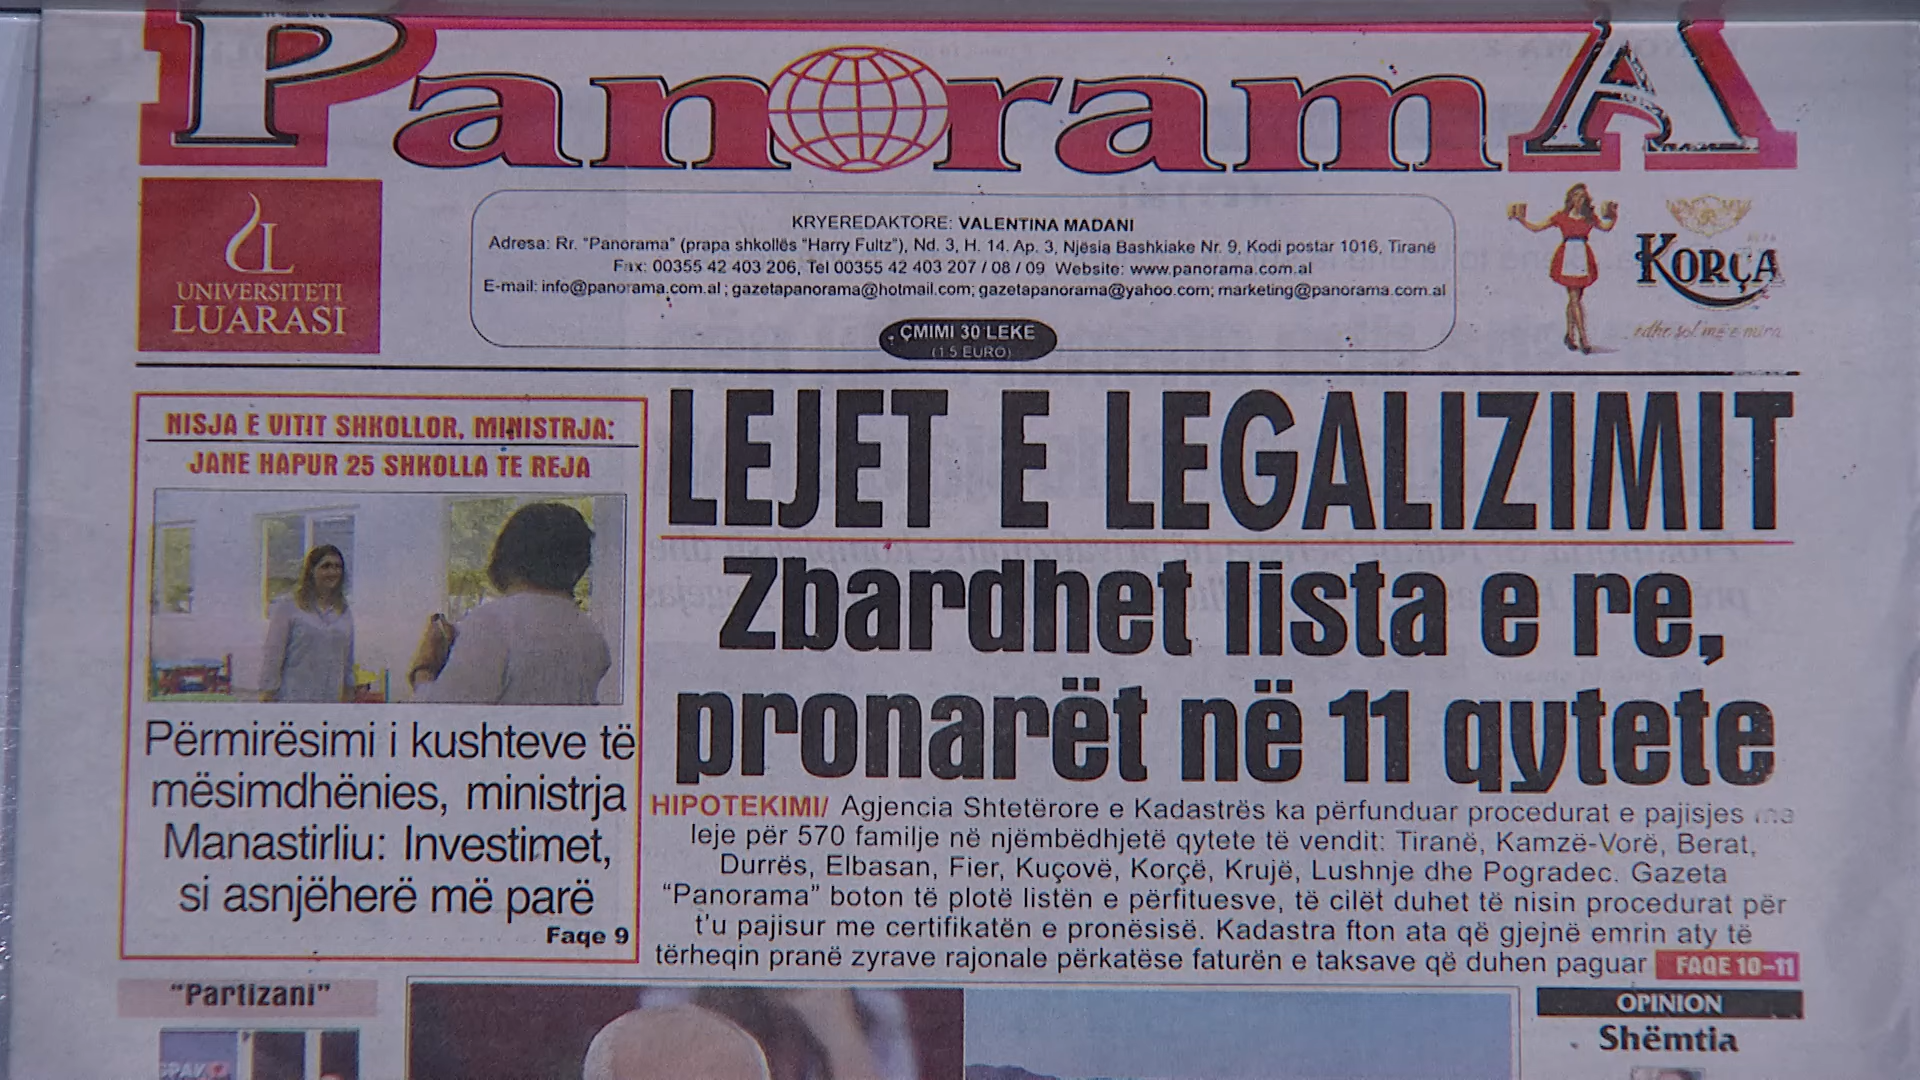 PanoramA
UNIVERSITETI
LUARASI
KRYEREDAKTORE: VALENTINA MADANI
Adresa: Rr. "Panorama" (prapa shkollës "Harry Fultz"), Nd. 3, H. 14. Ap. 3, Njësia Bashkiake Nr. 9, Kodi postar 1016, Tiranë
Fax: 00355 42 403 206, Tel 00355 42 403 207 / 08 / 09 Website: www.panorama.com.al
E-mail: info@panorama.com.al ; gazetapanorama@hotmail.com; gazetapanorama@yahoo.com; marketing@panorama.com.al
ÇMIMI 30 LEKE
(1.5 EURO)
KORÇA
edhe sot më e mira
NISJA E VITIT SHKOLLOR, MINISTRJA:
JANE HAPUR 25 SHKOLLA TE REJA
Përmirësimi i kushteve të
mësimdhënies, ministrja
Manastirliu: Investimet,
si asnjëherë më parë
Faqe 9
LEJET E LEGALIZIMIT
Zbardhet lista e re,
pronarët në 11 qytete
HIPOTEKIMI/ Agjencia Shtetërore e Kadastrës ka përfunduar procedurat e pajisjes me
leje për 570 familje në njëmbëdhjetë qytete të vendit: Tiranë, Kamzë-Vorë, Berat,
Durrës, Elbasan, Fier, Kuçovë, Korçë, Krujë, Lushnje dhe Pogradec. Gazeta
"Panorama" boton të plotë listën e përfituesve, të cilët duhet të nisin procedurat për
t'u pajisur me certifikatën e pronësisë. Kadastra fton ata që gjejnë emrin aty të
tërheqin pranë zyrave rajonale përkatëse faturën e taksave që duhen paguar FAQE 10-11
"Partizani"
OPINION
Shëmtia